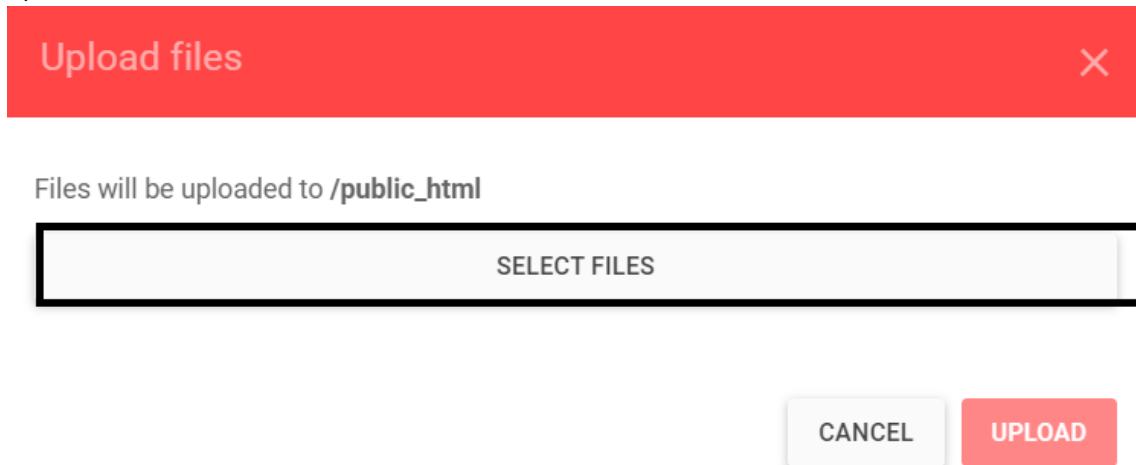 Upload files
Files will be uploaded to /public_html
SELECT FILES
CANCEL UPLOAD